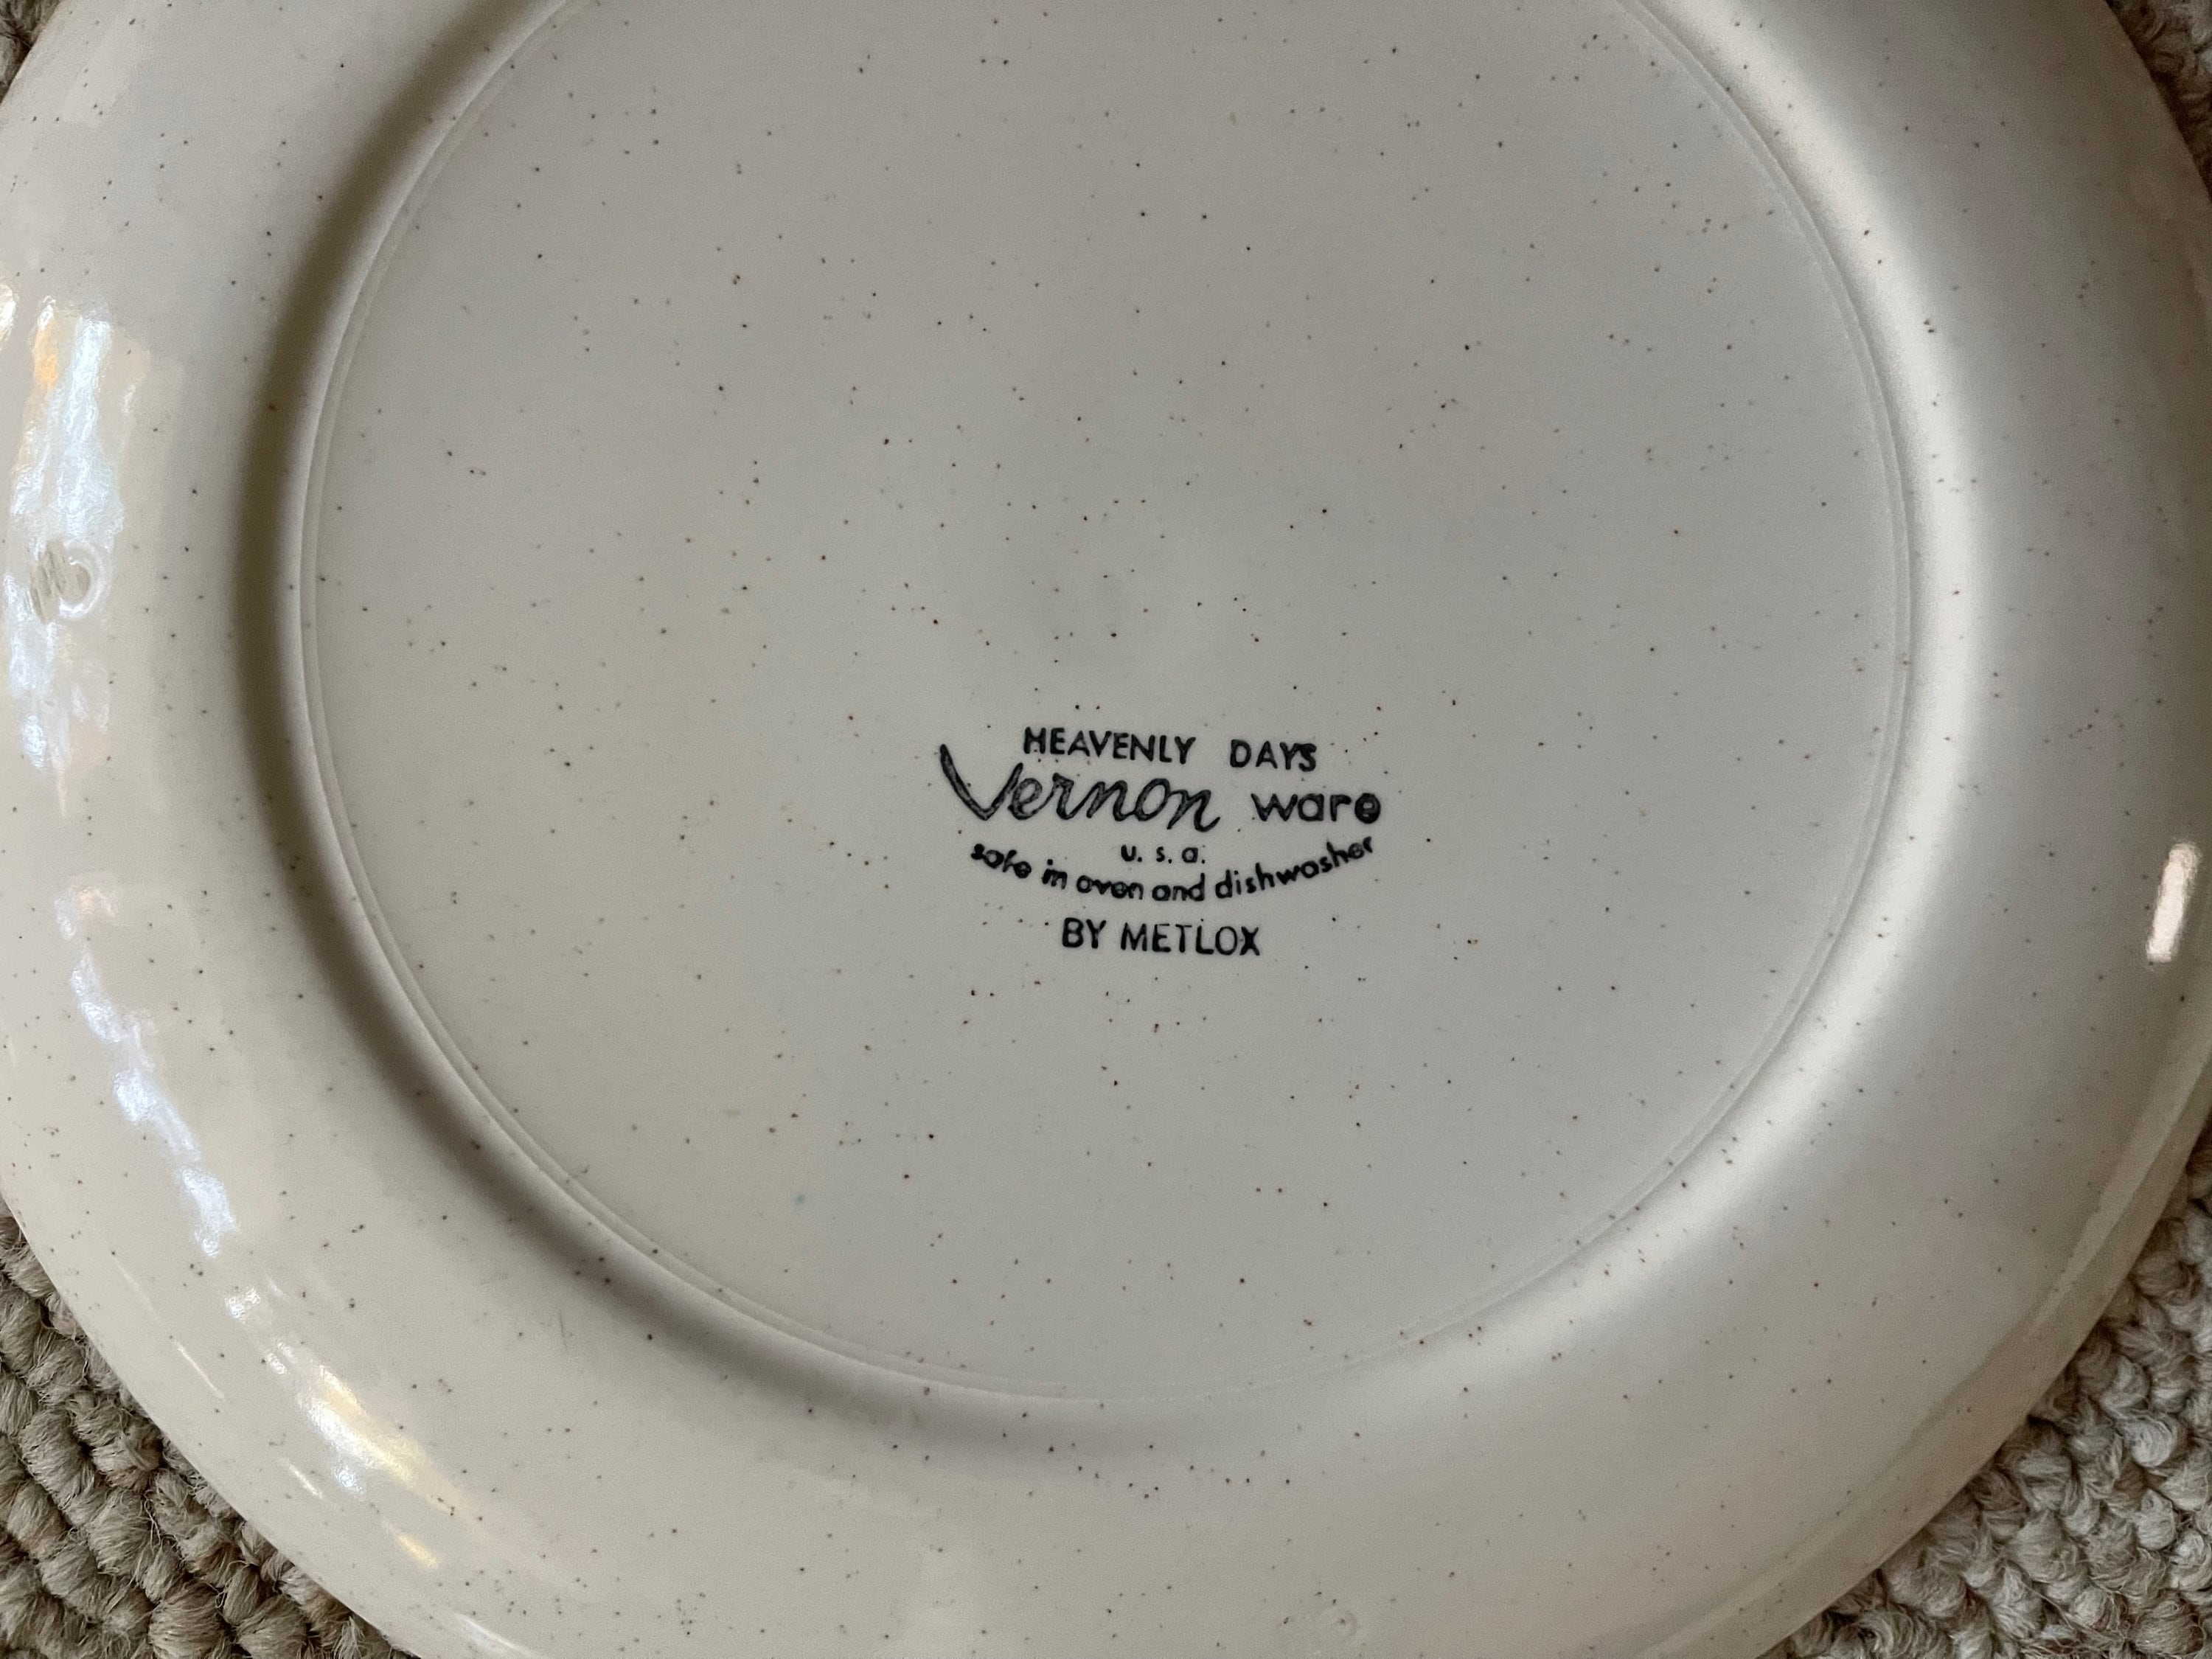 HEAVENLY DAYS
Vernon ware
u. s. a.
safe in oven and dishwasher
BY METLOX